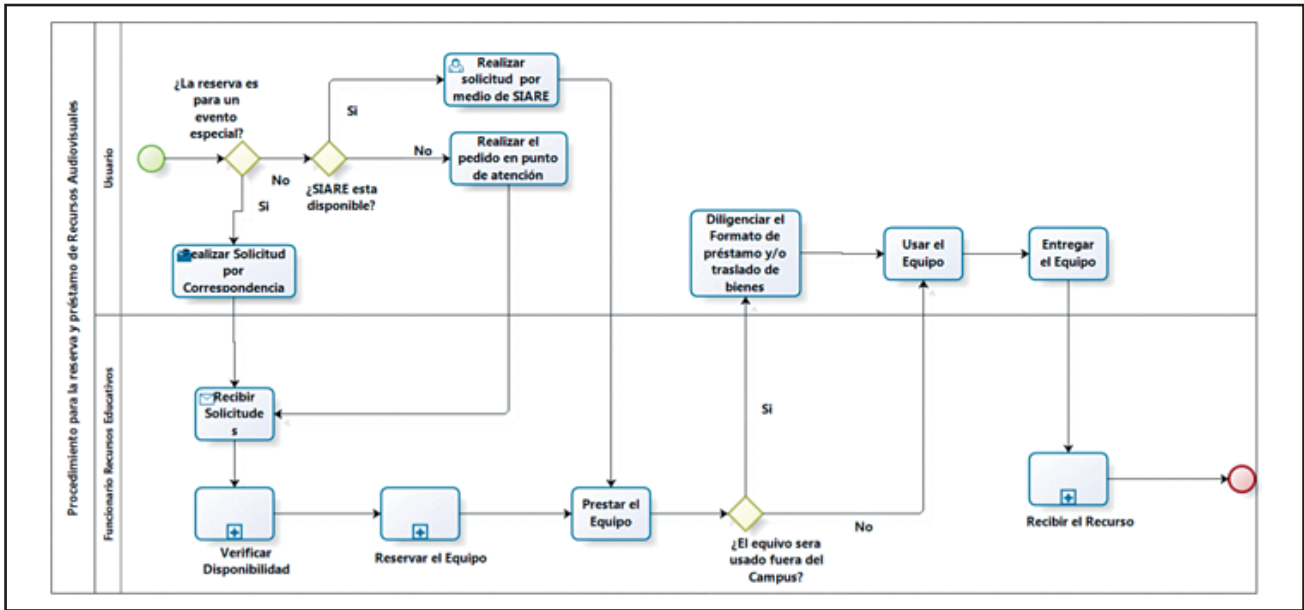 Procedimiento para la reserva y préstamo de Recursos Audiovisuales
Usuario
¿La reserva es
para un
evento
especial?
No
Si
¿SIARE esta
disponible?
Si
No
Realizar
solicitud por
medio de SIARE
Realizar el
pedido en punto
de atención
Realizar Solicitud
por
Correspondencia
Diligenciar el
Formato de
préstamo y/o
traslado de
bienes
Usar el
Equipo
Entregar
el Equipo
Funcionario Recursos Educativos
Recibir
Solicitude
s
Verificar
Disponibilidad
Reservar el Equipo
Prestar el
Equipo
Si
No
¿El equivo sera
usado fuera del
Campus?
Recibir el Recurso